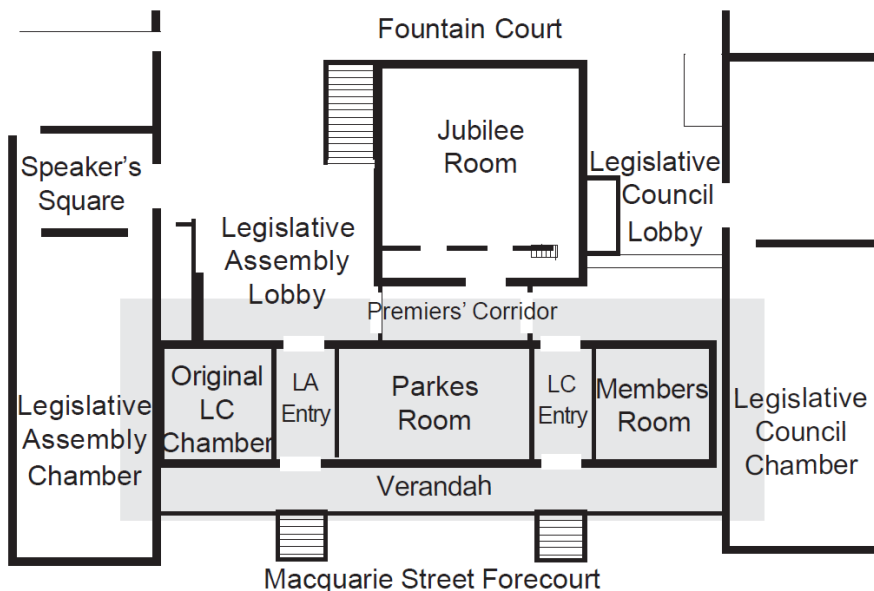 Fountain Court
Jubilee
Room
Speaker's
Square
Legislative
Council
Lobby
Legislative
Assembly
Lobby
Premiers' Corridor
Original
LC
Chamber
LA
Entry
Parkes
Room
LC
Entry
Members
Room
Legislative
Assembly
Chamber
Legislative
Council
Chamber
Verandah
Macquarie Street Forecourt